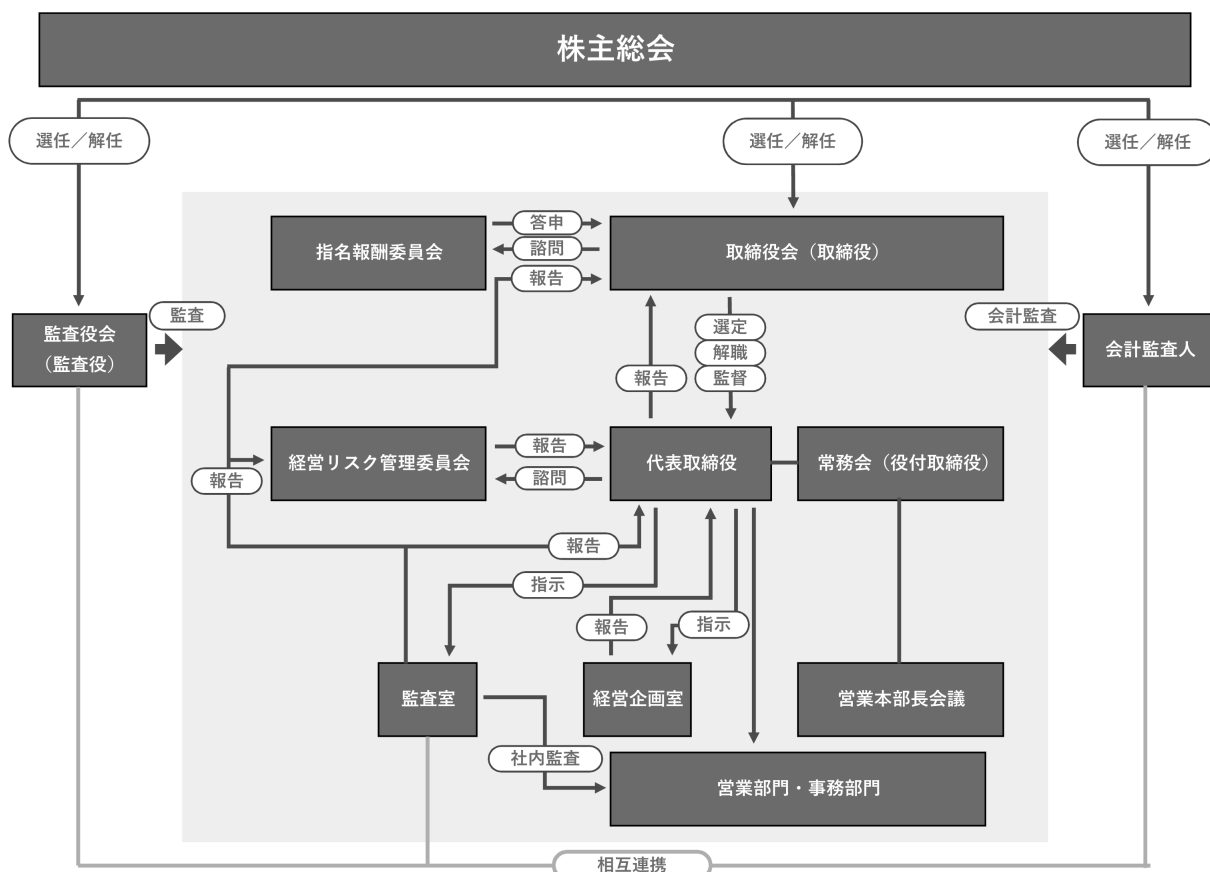 株主総会
選任／解任
選任／解任
選任／解任
指名報酬委員会
答申
諮問
報告
取締役会（取締役）
監査役会
（監査役）
監査
会計監査
会計監査人
選定
解職
監督
報告
経営リスク管理委員会
報告
諮問
代表取締役
常務会（役付取締役）
報告
報告
指示
報告
指示
監査室
経営企画室
営業本部長会議
社内監査
営業部門・事務部門
相互連携